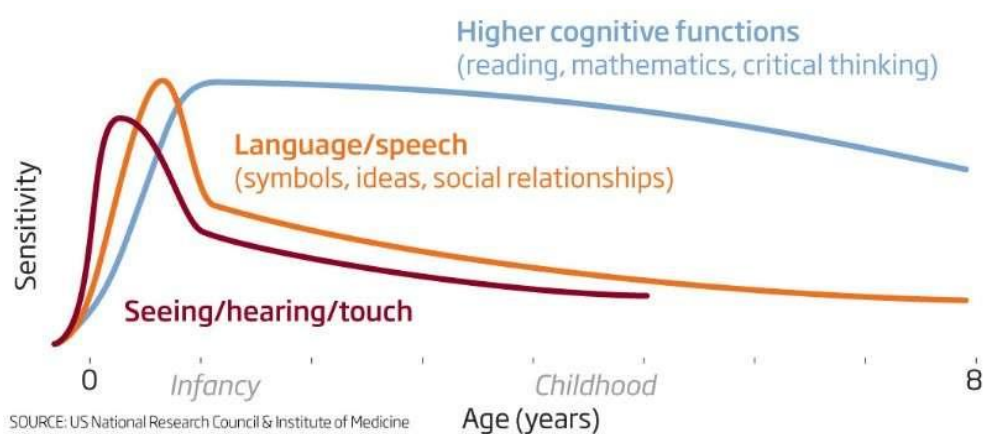 Higher cognitive functions
(reading, mathematics, critical thinking)
Language/speech
(symbols, ideas, social relationships)
Sensitivity
Seeing/hearing/touch
0
Infancy
Childhood
8
Age (years)
SOURCE: US National Research Council & Institute of Medicine